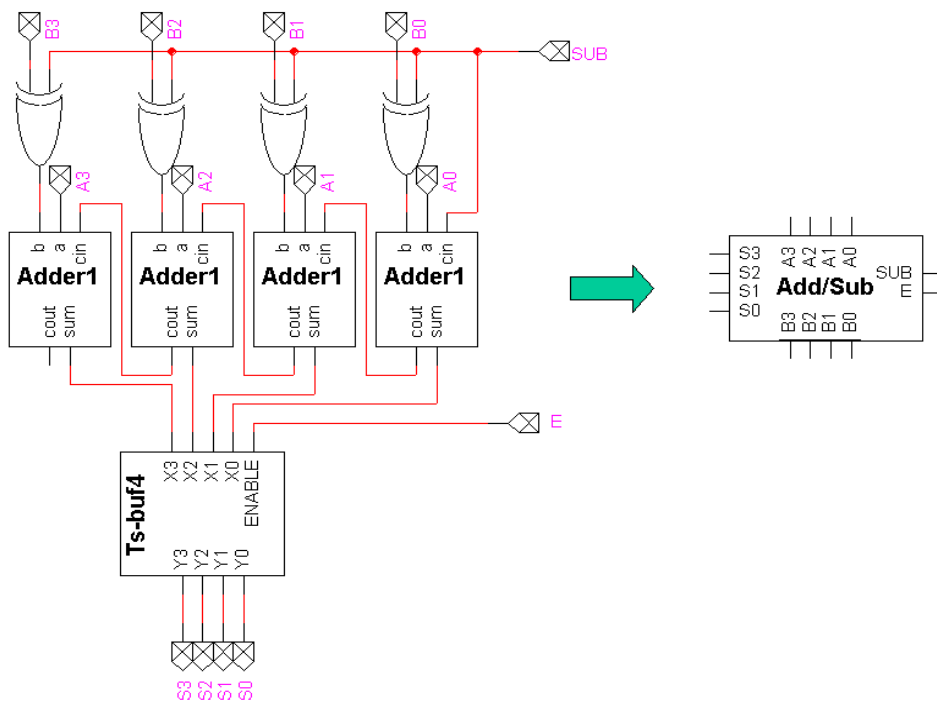 B3 B2 B1 B0
SUB
A3 A2 A1 A0
b a cin b a cin b a cin b a cin
Adder1 Adder1 Adder1 Adder1
cout sum cout sum cout sum cout sum
E
X3 X2 X1 X0 ENABLE
Ts-buf4
Y3 Y2 Y1 Y0
S3 S2 S1 S0
A3 A2 A1 A0
S3
S2
S1
S0
SUB
E
Add/Sub
B3 B2 B1 B0